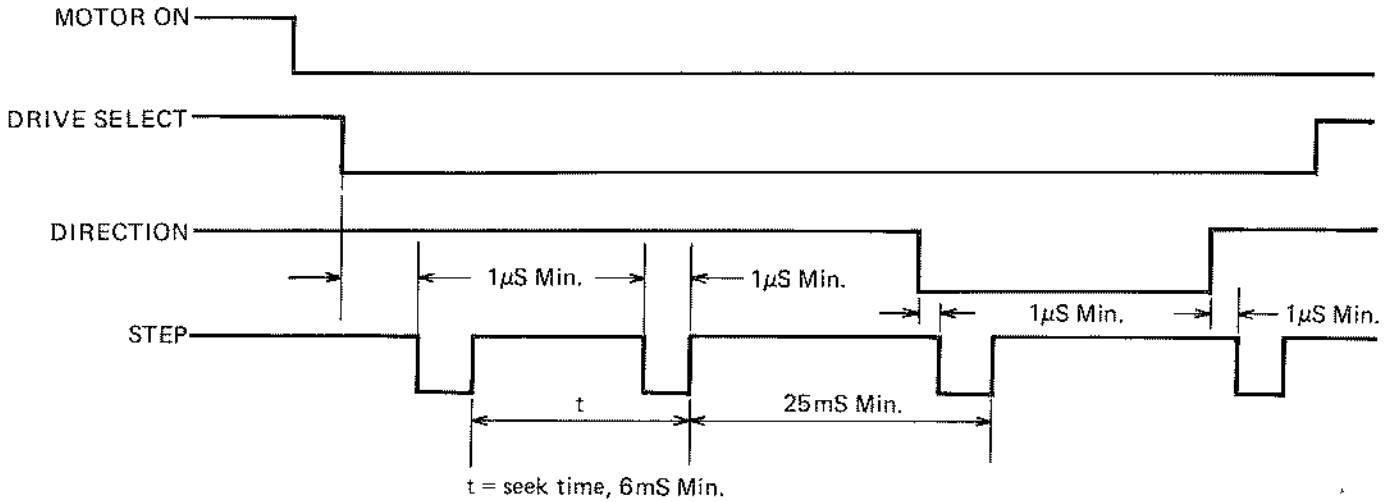 MOTOR ON
DRIVE SELECT
DIRECTION
1μS Min.
1μS Min.
1μS Min.
1μS Min.
STEP
t
25mS Min.
t = seek time, 6mS Min.